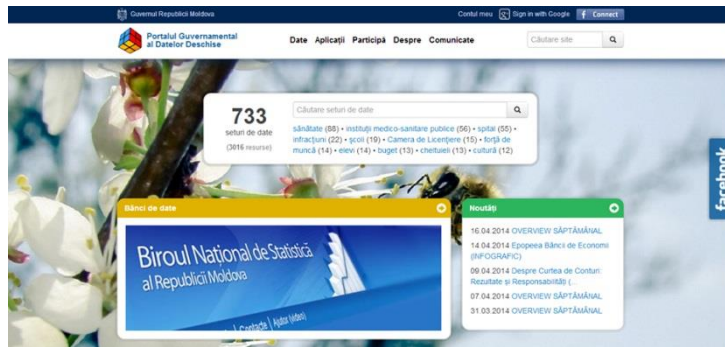 Guvernul Republicii Moldova
Contul meu
Sign in with Google
Connect
Portalul Guvernamental
al Datelor Deschise
Date Aplicații Participă Despre Comunicate
Căutare site
733
seturi de date
(3016 resurse)
Căutare seturi de date
sănătate (88) • instituții medico-sanitare publice (56) • spital (55) •
infracțiuni (22) • școli (19) • Camera de Licențiere (15) • forță de
muncă (14) • elevi (14) • buget (13) • cheltuieli (13) • cultură (12)
facebook
Bănci de date
Biroul Național de Statistică
al Republicii Moldova
Contacte | Ajutor (video)
Noutăți
16.04.2014 OVERVIEW SĂPTĂMÂNAL
14.04.2014 Epopeea Băncii de Economii
(INFOGRAFIC)
09.04.2014 Despre Curtea de Conturi:
Rezultate și Responsabilități (...
07.04.2014 OVERVIEW SĂPTĂMÂNAL
31.03.2014 OVERVIEW SĂPTĂMÂNAL